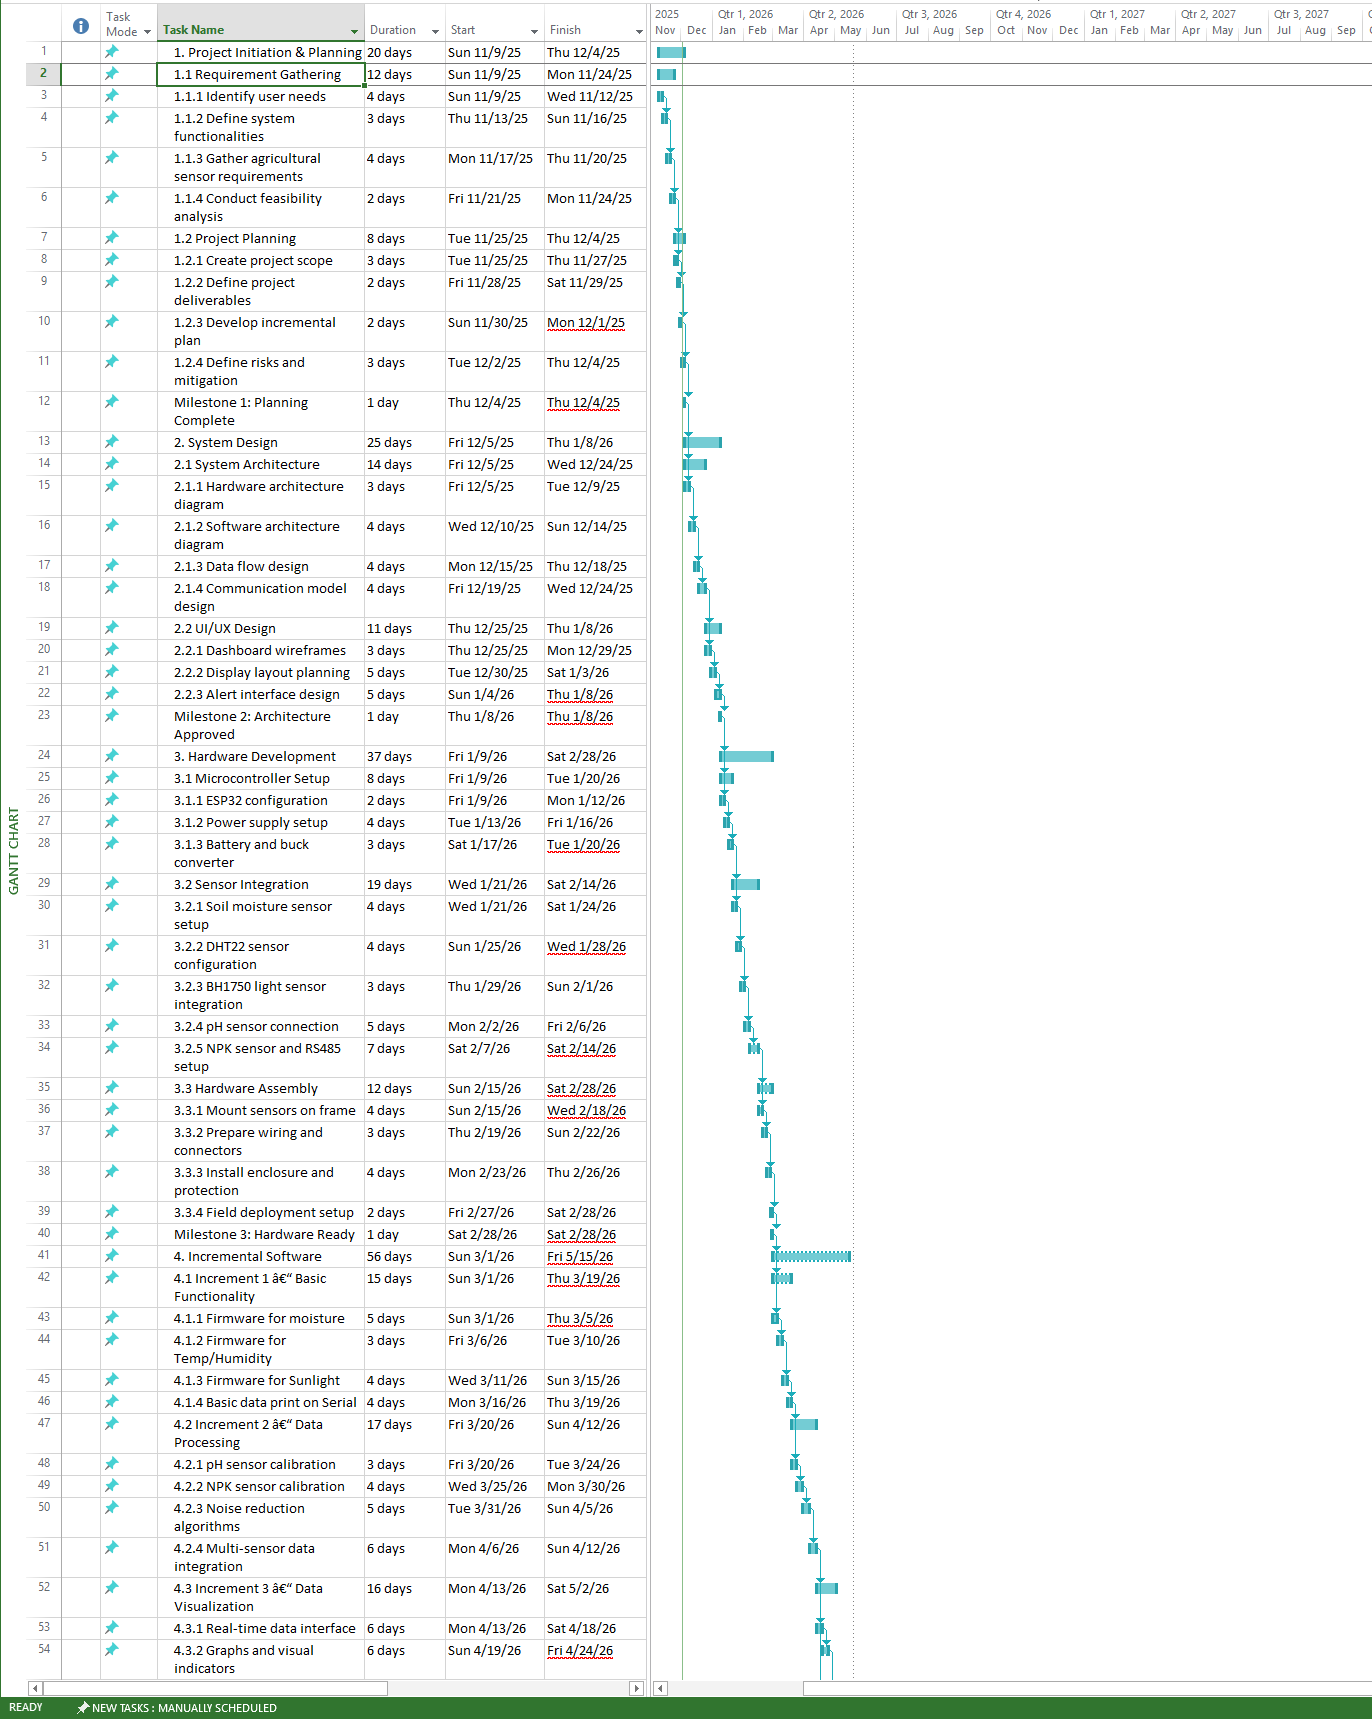 2025 Qtr 1, 2026 Qtr 2, 2026 Qtr 3, 2026 Qtr 4, 2026 Qtr 1, 2027 Qtr 2, 2027 Qtr 3, 2027
Task Mode Task Name Duration Start Finish Nov Dec Jan Feb Mar Apr May Jun Jul Aug Sep Oct Nov Dec Jan Feb Mar Apr May Jun Jul Aug Sep
1 1. Project Initiation & Planning 20 days Sun 11/9/25 Thu 12/4/25
2 1.1 Requirement Gathering 12 days Sun 11/9/25 Mon 11/24/25
3 1.1.1 Identify user needs 4 days Sun 11/9/25 Wed 11/12/25
4 1.1.2 Define system 3 days Thu 11/13/25 Sun 11/16/25
functionalities
5 1.1.3 Gather agricultural 4 days Mon 11/17/25 Thu 11/20/25
sensor requirements
6 1.1.4 Conduct feasibility 2 days Fri 11/21/25 Mon 11/24/25
analysis
7 1.2 Project Planning 8 days Tue 11/25/25 Thu 12/4/25
8 1.2.1 Create project scope 3 days Tue 11/25/25 Thu 11/27/25
9 1.2.2 Define project 2 days Fri 11/28/25 Sat 11/29/25
deliverables
10 1.2.3 Develop incremental 2 days Sun 11/30/25 Mon 12/1/25
plan
11 1.2.4 Define risks and 3 days Tue 12/2/25 Thu 12/4/25
mitigation
12 Milestone 1: Planning 1 day Thu 12/4/25 Thu 12/4/25
Complete
13 2. System Design 25 days Fri 12/5/25 Thu 1/8/26
14 2.1 System Architecture 14 days Fri 12/5/25 Wed 12/24/25
15 2.1.1 Hardware architecture 3 days Fri 12/5/25 Tue 12/9/25
diagram
16 2.1.2 Software architecture 4 days Wed 12/10/25 Sun 12/14/25
diagram
17 2.1.3 Data flow design 4 days Mon 12/15/25 Thu 12/18/25
18 2.1.4 Communication model 4 days Fri 12/19/25 Wed 12/24/25
design
19 2.2 UI/UX Design 11 days Thu 12/25/25 Thu 1/8/26
20 2.2.1 Dashboard wireframes 3 days Thu 12/25/25 Mon 12/29/25
21 2.2.2 Display layout planning 5 days Tue 12/30/25 Sat 1/3/26
22 2.2.3 Alert interface design 5 days Sun 1/4/26 Thu 1/8/26
23 Milestone 2: Architecture 1 day Thu 1/8/26 Thu 1/8/26
Approved
24 3. Hardware Development 37 days Fri 1/9/26 Sat 2/28/26
25 3.1 Microcontroller Setup 8 days Fri 1/9/26 Tue 1/20/26
26 3.1.1 ESP32 configuration 2 days Fri 1/9/26 Mon 1/12/26
27 3.1.2 Power supply setup 4 days Tue 1/13/26 Fri 1/16/26
28 3.1.3 Battery and buck 3 days Sat 1/17/26 Tue 1/20/26
converter
29 3.2 Sensor Integration 19 days Wed 1/21/26 Sat 2/14/26
30 3.2.1 Soil moisture sensor 4 days Wed 1/21/26 Sat 1/24/26
setup
31 3.2.2 DHT22 sensor 4 days Sun 1/25/26 Wed 1/28/26
configuration
32 3.2.3 BH1750 light sensor 3 days Thu 1/29/26 Sun 2/1/26
integration
33 3.2.4 pH sensor connection 5 days Mon 2/2/26 Fri 2/6/26
34 3.2.5 NPK sensor and RS485 7 days Sat 2/7/26 Sat 2/14/26
setup
35 3.3 Hardware Assembly 12 days Sun 2/15/26 Sat 2/28/26
36 3.3.1 Mount sensors on frame 4 days Sun 2/15/26 Wed 2/18/26
37 3.3.2 Prepare wiring and 3 days Thu 2/19/26 Sun 2/22/26
connectors
38 3.3.3 Install enclosure and 4 days Mon 2/23/26 Thu 2/26/26
protection
39 3.3.4 Field deployment setup 2 days Fri 2/27/26 Sat 2/28/26
40 Milestone 3: Hardware Ready 1 day Sat 2/28/26 Sat 2/28/26
41 4. Incremental Software 56 days Sun 3/1/26 Fri 5/15/26
42 4.1 Increment 1 â€“ Basic 15 days Sun 3/1/26 Thu 3/19/26
Functionality
43 4.1.1 Firmware for moisture 5 days Sun 3/1/26 Thu 3/5/26
44 4.1.2 Firmware for 3 days Fri 3/6/26 Tue 3/10/26
Temp/Humidity
45 4.1.3 Firmware for Sunlight 4 days Wed 3/11/26 Sun 3/15/26
46 4.1.4 Basic data print on Serial 4 days Mon 3/16/26 Thu 3/19/26
47 4.2 Increment 2 â€“ Data 17 days Fri 3/20/26 Sun 4/12/26
Processing
48 4.2.1 pH sensor calibration 3 days Fri 3/20/26 Tue 3/24/26
49 4.2.2 NPK sensor calibration 4 days Wed 3/25/26 Mon 3/30/26
50 4.2.3 Noise reduction 5 days Tue 3/31/26 Sun 4/5/26
algorithms
51 4.2.4 Multi-sensor data 6 days Mon 4/6/26 Sun 4/12/26
integration
52 4.3 Increment 3 â€“ Data 16 days Mon 4/13/26 Sat 5/2/26
Visualization
53 4.3.1 Real-time data interface 6 days Mon 4/13/26 Sat 4/18/26
54 4.3.2 Graphs and visual 6 days Sun 4/19/26 Fri 4/24/26
indicators
GANTT CHART
READY NEW TASKS : MANUALLY SCHEDULED